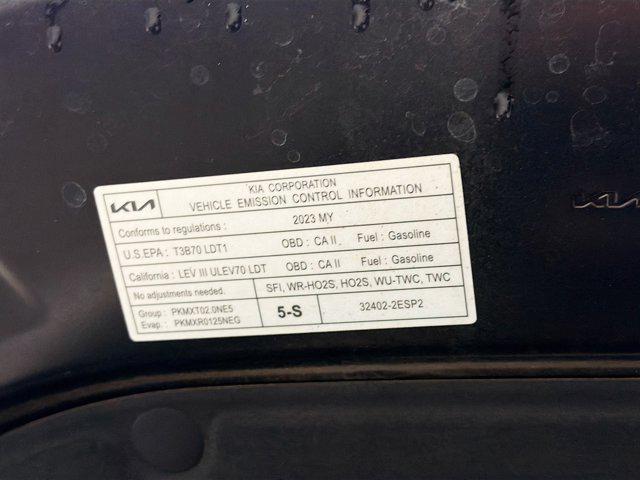 KIA
KIA CORPORATION
VEHICLE EMISSION CONTROL INFORMATION
Conforms to regulations : 2023 MY
U.S.EPA : T3B70 LDT1 OBD : CA II Fuel : Gasoline
California : LEV III ULEV70 LDT OBD : CA II Fuel : Gasoline
No adjustments needed. SFI, WR-HO2S, HO2S, WU-TWC, TWC
Group : PKMXT02.0NE5
Evap. : PKMXR0125NEG
5-S
32402-2ESP2
KIA